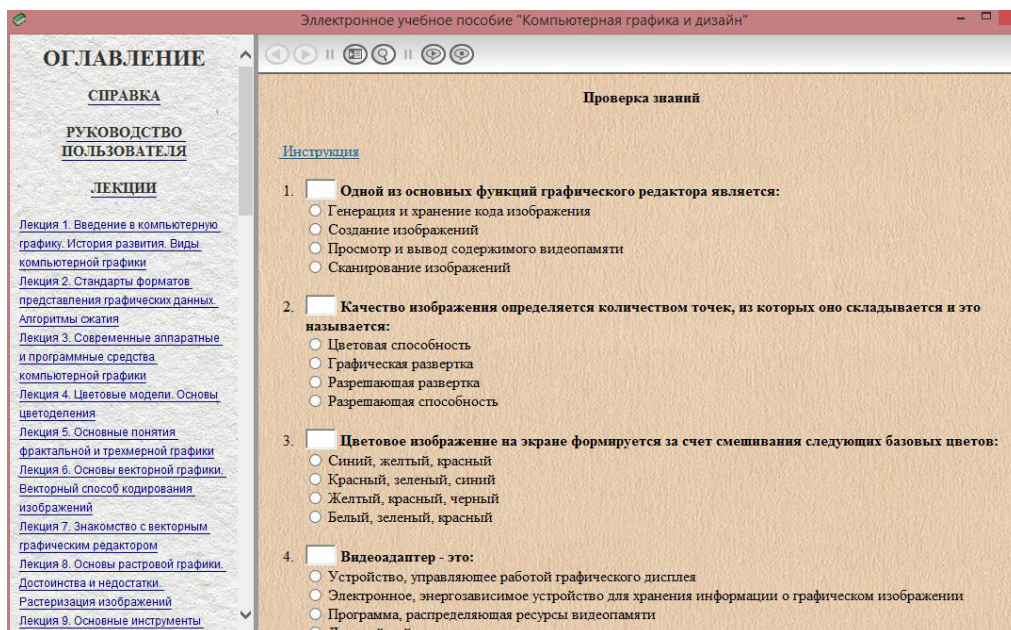 Эллектронное учебное пособие "Компьютерная графика и дизайн"
ОГЛАВЛЕНИЕ
СПРАВКА
РУКОВОДСТВО
ПОЛЬЗОВАТЕЛЯ
ЛЕКЦИИ
Лекция 1. Введение в компьютерную
графику. История развития. Виды
компьютерной графики
Лекция 2. Стандарты форматов
представления графических данных.
Алгоритмы сжатия
Лекция 3. Современные аппаратные
и программные средства
компьютерной графики
Лекция 4. Цветовые модели. Основы
цветоделения
Лекция 5. Основные понятия
фрактальной и трехмерной графики
Лекция 6. Основы векторной графики.
Векторный способ кодирования
изображений
Лекция 7. Знакомство с векторным
графическим редактором
Лекция 8. Основы растровой графики.
Достоинства и недостатки.
Растеризация изображений
Лекция 9. Основные инструменты
Проверка знаний
Инструкция
1. Одной из основных функций графического редактора является:
Генерация и хранение кода изображения
Создание изображений
Просмотр и вывод содержимого видеопамяти
Сканирование изображений
2. Качество изображения определяется количеством точек, из которых оно складывается и это
называется:
Цветовая способность
Графическая развертка
Разрешающая развертка
Разрешающая способность
3. Цветовое изображение на экране формируется за счет смешивания следующих базовых цветов:
Синий, желтый, красный
Красный, зеленый, синий
Желтый, красный, черный
Белый, зеленый, красный
4. Видеоадаптер - это:
Устройство, управляющее работой графического дисплея
Электронное, энергозависимое устройство для хранения информации о графическом изображении
Программа, распределяющая ресурсы видеопамяти